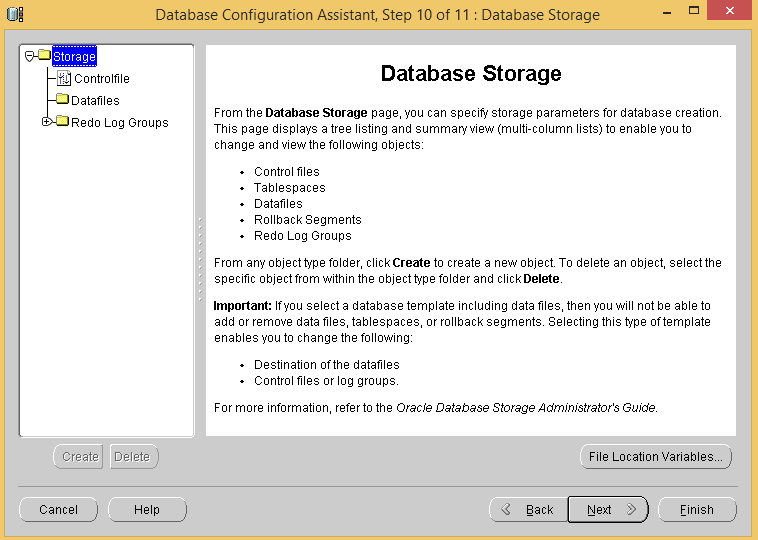 Database Configuration Assistant, Step 10 of 11 : Database Storage
Storage
Controlfile
Datafiles
Redo Log Groups
Database Storage
From the Database Storage page, you can specify storage parameters for database creation.
This page displays a tree listing and summary view (multi-column lists) to enable you to
change and view the following objects:
• Control files
• Tablespaces
• Datafiles
• Rollback Segments
• Redo Log Groups
From any object type folder, click Create to create a new object. To delete an object, select the
specific object from within the object type folder and click Delete.
Important: If you select a database template including data files, then you will not be able to
add or remove data files, tablespaces, or rollback segments. Selecting this type of template
enables you to change the following:
• Destination of the datafiles
• Control files or log groups.
For more information, refer to the Oracle Database Storage Administrator's Guide.
Create Delete File Location Variables...
Cancel Help Back Next Finish